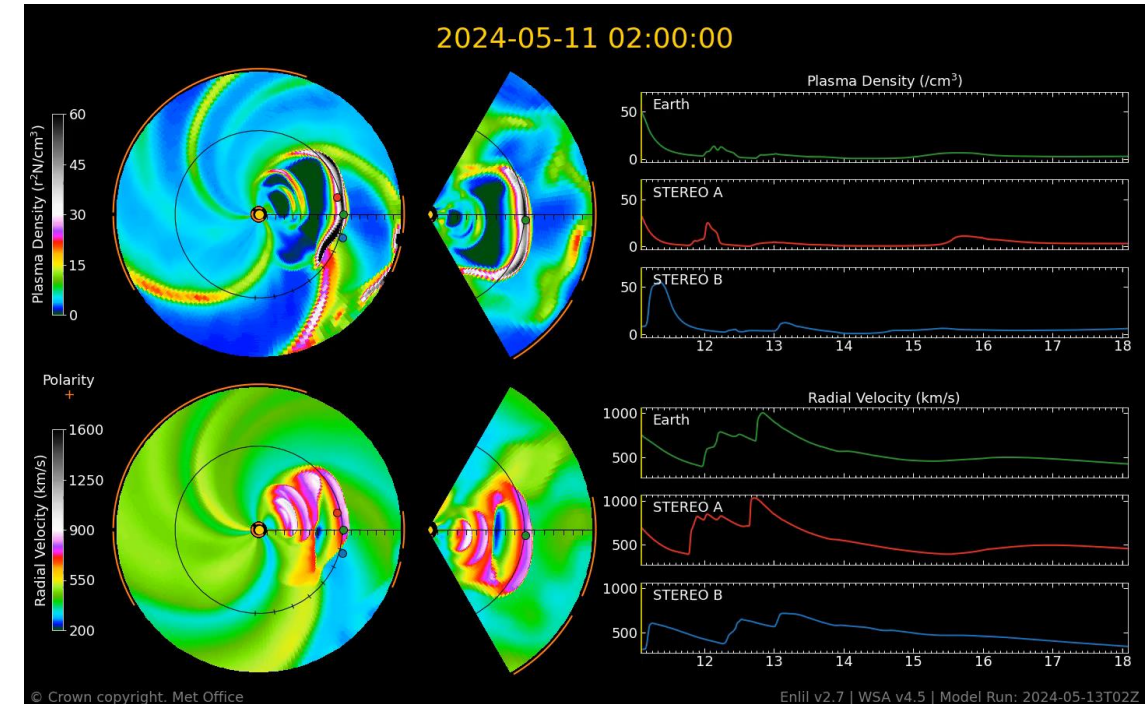 2024-05-11 02:00:00
Plasma Density (r²N/cm³)
60
45
30
15
0
Plasma Density (/cm³)
Earth
50
0
STEREO A
50
0
STEREO B
50
0
12 13 14 15 16 17 18
Polarity
+
Radial Velocity (km/s)
1600
1250
900
550
200
Radial Velocity (km/s)
Earth
1000
500
STEREO A
1000
500
STEREO B
1000
500
12 13 14 15 16 17 18
© Crown copyright. Met Office
Enlil v2.7 | WSA v4.5 | Model Run: 2024-05-13T02Z